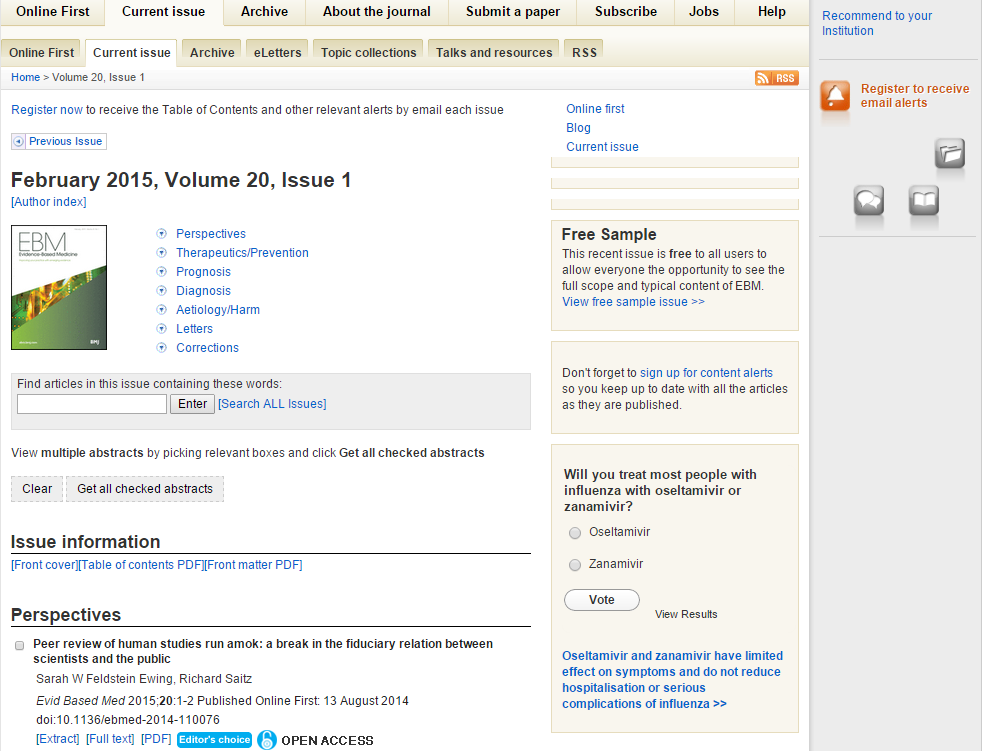 Online First Current issue Archive About the journal Submit a paper Subscribe Jobs Help
Online First Current issue Archive eLetters Topic collections Talks and resources RSS
Home > Volume 20, Issue 1
RSS
Register now to receive the Table of Contents and other relevant alerts by email each issue
Previous Issue
February 2015, Volume 20, Issue 1
[Author index]
EBM
Evidence-Based Medicine
BMJ
Perspectives
Therapeutics/Prevention
Prognosis
Diagnosis
Aetiology/Harm
Letters
Corrections
Find articles in this issue containing these words:
Enter [Search ALL Issues]
View multiple abstracts by picking relevant boxes and click Get all checked abstracts
Clear Get all checked abstracts
Issue information
[Front cover][Table of contents PDF][Front matter PDF]
Perspectives
Peer review of human studies run amok: a break in the fiduciary relation between
scientists and the public
Sarah W Feldstein Ewing, Richard Saitz
Evid Based Med 2015;20:1-2 Published Online First: 13 August 2014
doi:10.1136/ebmed-2014-110076
[Extract] [Full text] [PDF] Editor's choice OPEN ACCESS
Online first
Blog
Current issue
Free Sample
This recent issue is free to all users to
allow everyone the opportunity to see the
full scope and typical content of EBM.
View free sample issue >>
Don't forget to sign up for content alerts
so you keep up to date with all the articles
as they are published.
Will you treat most people with
influenza with oseltamivir or
zanamivir?
Oseltamivir
Zanamivir
Vote
View Results
Oseltamivir and zanamivir have limited
effect on symptoms and do not reduce
hospitalisation or serious
complications of influenza >>
Recommend to your
Institution
Register to receive
email alerts